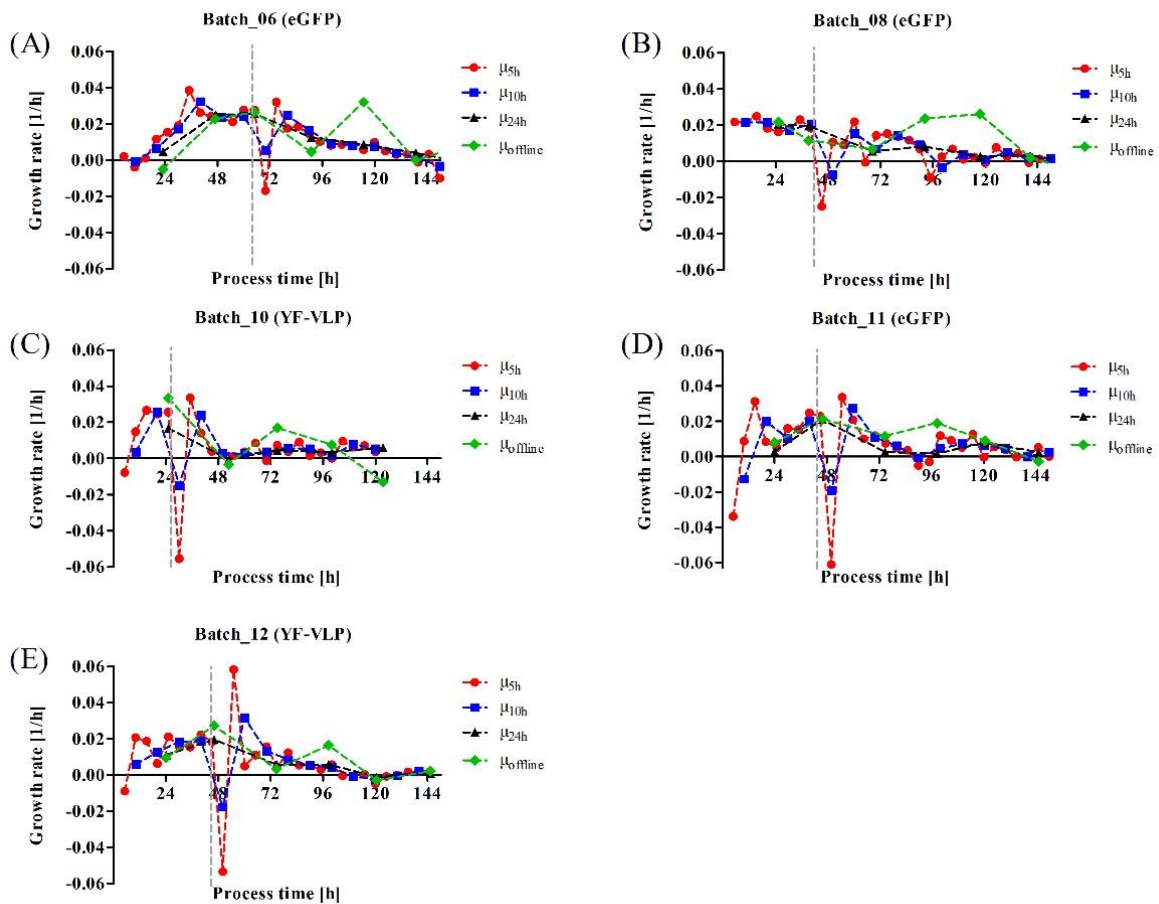 Batch_06 (eGFP)
(A)
0.06
0.04
0.02
0.00
-0.02
-0.04
-0.06
Growth rate [1/h]
24 48 72 96 120 144
Process time [h]
μ5h
μ10h
μ24h
μoffline
Batch_08 (eGFP)
(B)
0.06
0.04
0.02
0.00
-0.02
-0.04
-0.06
Growth rate [1/h]
24 48 72 96 120 144
Process time [h]
μ5h
μ10h
μ24h
μoffline
Batch_10 (YF-VLP)
(C)
0.06
0.04
0.02
0.00
-0.02
-0.04
-0.06
Growth rate [1/h]
24 48 72 96 120 144
Process time [h]
μ5h
μ10h
μ24h
μoffline
Batch_11 (eGFP)
(D)
0.06
0.04
0.02
0.00
-0.02
-0.04
-0.06
Growth rate [1/h]
24 48 72 96 120 144
Process time [h]
μ5h
μ10h
μ24h
μoffline
Batch_12 (YF-VLP)
(E)
0.06
0.04
0.02
0.00
-0.02
-0.04
-0.06
Growth rate [1/h]
24 48 72 96 120 144
Process time [h]
μ5h
μ10h
μ24h
μoffline